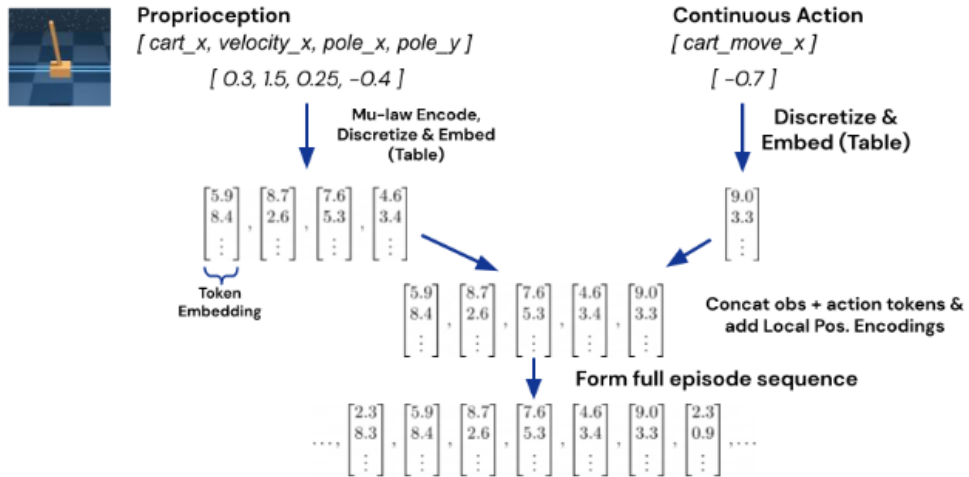 Proprioception
[ cart_x, velocity_x, pole_x, pole_y ]
[ 0.3, 1.5, 0.25, −0.4 ]
Continuous Action
[ cart_move_x ]
[ −0.7 ]
Mu-law Encode,
Discretize & Embed
(Table)
Discretize &
Embed (Table)
[5.9 8.4 ⋮], [8.7 2.6 ⋮], [7.6 5.3 ⋮], [4.6 3.4 ⋮]
[9.0 3.3 ⋮]
Token
Embedding
[5.9 8.4 ⋮], [8.7 2.6 ⋮], [7.6 5.3 ⋮], [4.6 3.4 ⋮], [9.0 3.3 ⋮]
Concat obs + action tokens &
add Local Pos. Encodings
Form full episode sequence
..., [2.3 8.3 ⋮], [5.9 8.4 ⋮], [8.7 2.6 ⋮], [7.6 5.3 ⋮], [4.6 3.4 ⋮], [9.0 3.3 ⋮], [2.3 0.9 ⋮], ...